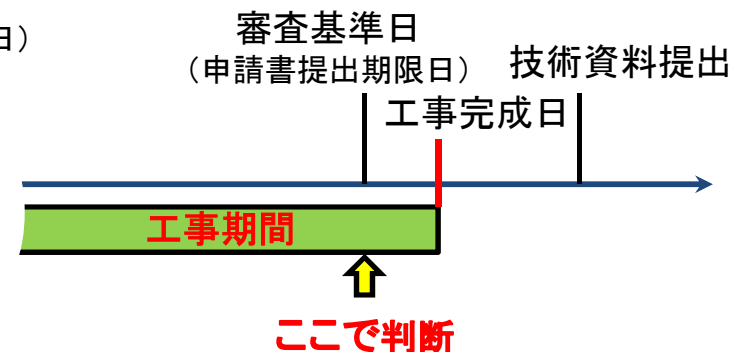 日）
審査基準日
（申請書提出期限日）
技術資料提出
工事完成日
工事期間
ここで判断